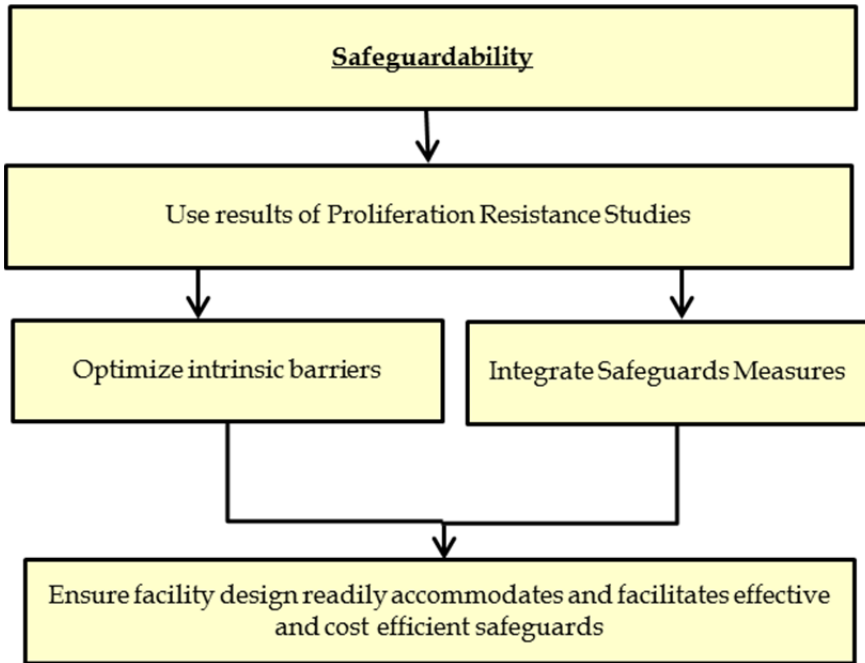 Safeguardability
Use results of Proliferation Resistance Studies
Optimize intrinsic barriers
Integrate Safeguards Measures
Ensure facility design readily accommodates and facilitates effective
and cost efficient safeguards